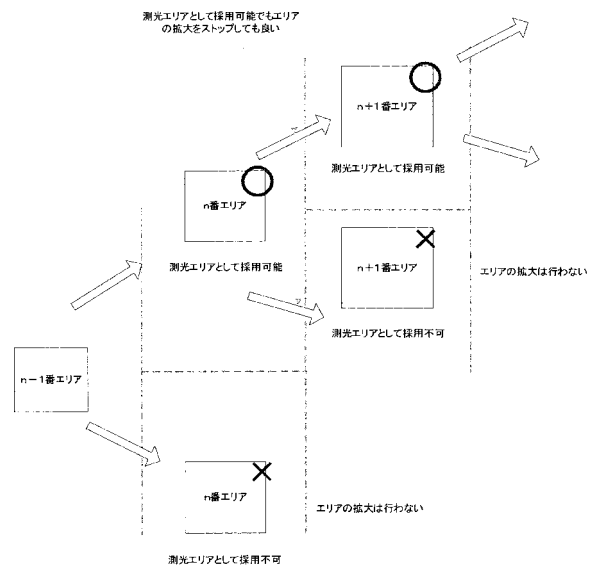 測光エリアとして採用可能でもエリア
の拡大をストップしても良い
n+1番エリア
測光エリアとして採用可能
n番エリア
測光エリアとして採用可能
n+1番エリア
エリアの拡大は行わない
測光エリアとして採用不可
n-1番エリア
n番エリア
エリアの拡大は行わない
測光エリアとして採用不可